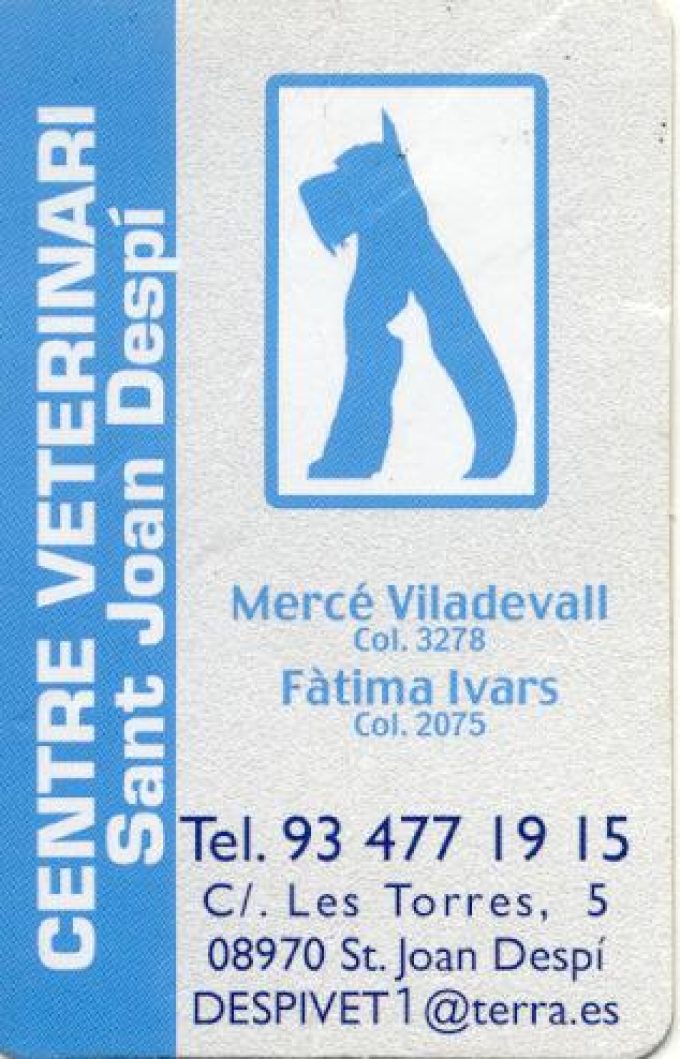 CENTRE VETERINARI
Sant Joan Despí
Mercé Viladevall
Col. 3278
Fàtima Ivars
Col. 2075
Tel. 93 477 19 15
C/. Les Torres, 5
08970 St. Joan Despí
DESPIVET1@terra.es